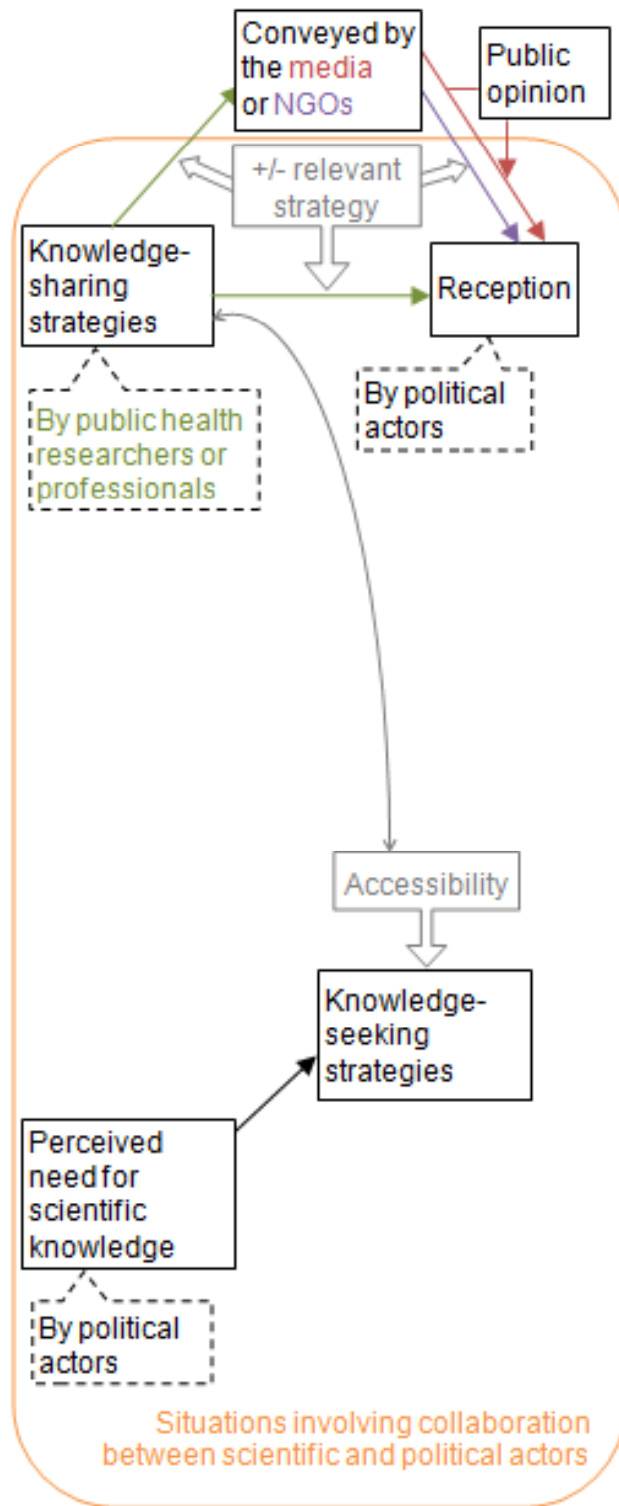 Conveyed by
the media
or NGOs
Public
opinion
+/- relevant
strategy
Knowledge-
sharing
strategies
Reception
By public health
researchers or
professionals
By political
actors
Accessibility
Knowledge-
seeking
strategies
Perceived
need for
scientific
knowledge
By political
actors
Situations involving collaboration
between scientific and political actors